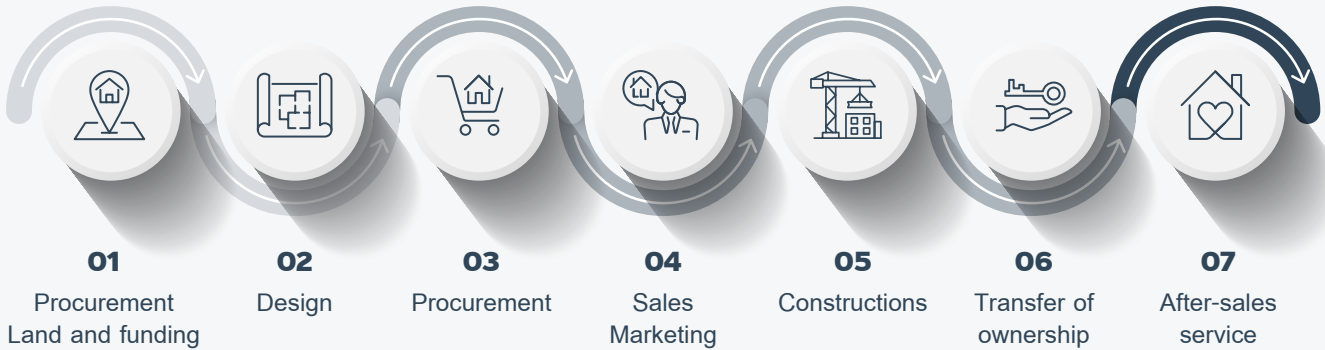 01
Procurement
Land and funding
02
Design
03
Procurement
04
Sales
Marketing
05
Constructions
06
Transfer of
ownership
07
After-sales
service